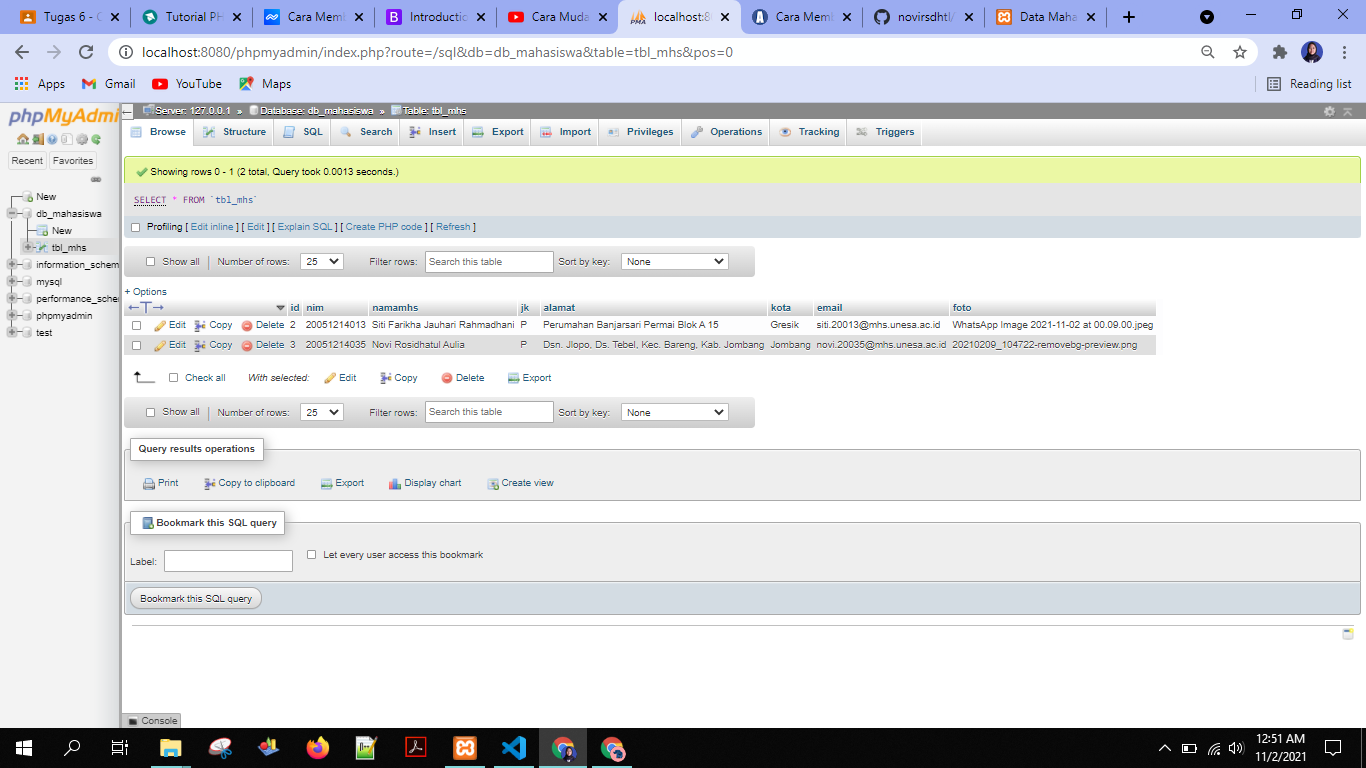 Tugas 6 - C Tutorial PH Cara Memb Introductio Cara Muda localhost:8 Cara Memb novirsdhtl/ Data Maha
localhost:8080/phpmyadmin/index.php?route=/sql&db=db_mahasiswa&table=tbl_mhs&pos=0
Apps Gmail YouTube Maps Reading list
phpMyAdmi
Recent Favorites
New
db_mahasiswa
New
tbl_mhs
information_schem
mysql
performance_sche
phpmyadmin
test
Server: 127.0.0.1 » Database: db_mahasiswa » Table: tbl_mhs
Browse Structure SQL Search Insert Export Import Privileges Operations Tracking Triggers
Showing rows 0 - 1 (2 total, Query took 0.0013 seconds.)
SELECT * FROM `tbl_mhs`
Profiling [ Edit inline ] [ Edit ] [ Explain SQL ] [ Create PHP code ] [ Refresh ]
Show all Number of rows: 25 Filter rows: Search this table Sort by key: None
+ Options
←T→ id nim namamhs jk alamat kota email foto
Edit Copy Delete 2 20051214013 Siti Farikha Jauhari Rahmadhani P Perumahan Banjarsari Permai Blok A 15 Gresik siti.20013@mhs.unesa.ac.id WhatsApp Image 2021-11-02 at 00.09.00.jpeg
Edit Copy Delete 3 20051214035 Novi Rosidhatul Aulia P Dsn. Jlopo, Ds. Tebel, Kec. Bareng, Kab. Jombang Jombang novi.20035@mhs.unesa.ac.id 20210209_104722-removebg-preview.png
Check all With selected: Edit Copy Delete Export
Show all Number of rows: 25 Filter rows: Search this table Sort by key: None
Query results operations
Print Copy to clipboard Export Display chart Create view
Bookmark this SQL query
Label: Let every user access this bookmark
Bookmark this SQL query
Console
12:51 AM
11/2/2021